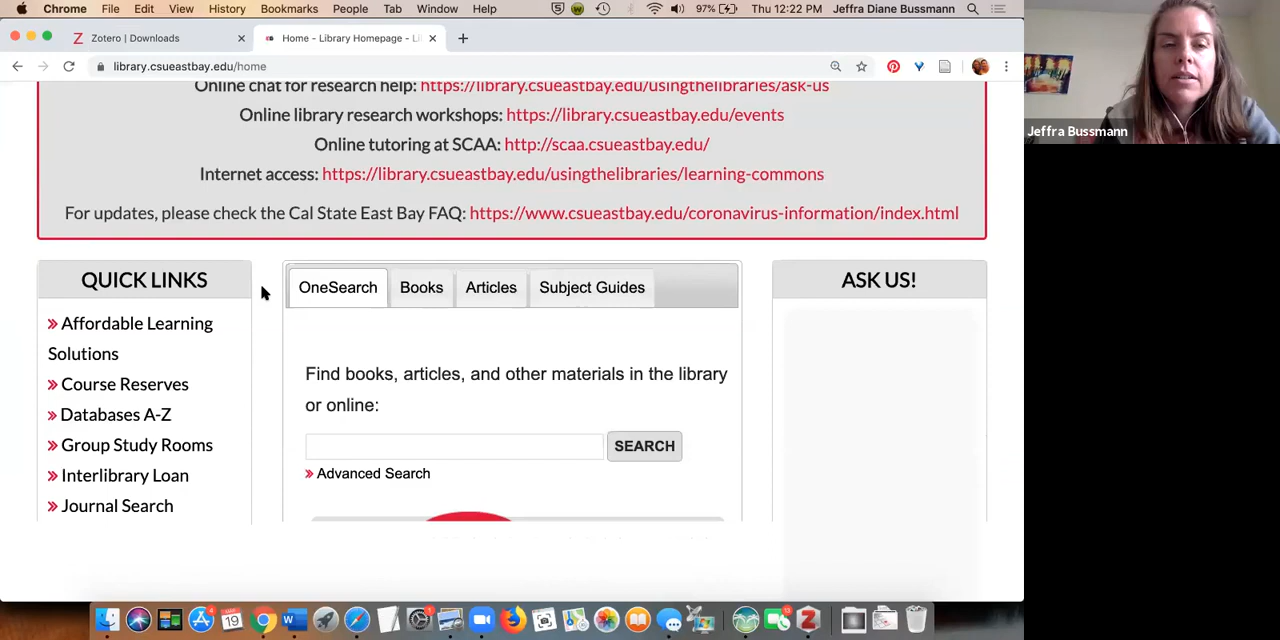 Chrome File Edit View History Bookmarks People Tab Window Help 97% Thu 12:22 PM Jeffra Diane Bussmann
Zotero | Downloads
Home - Library Homepage - Li
library.csueastbay.edu/home
Jeffra Bussmann
Online chat for research help: https://library.csueastbay.edu/usingthelibraries/ask-us
Online library research workshops: https://library.csueastbay.edu/events
Online tutoring at SCAA: http://scaa.csueastbay.edu/
Internet access: https://library.csueastbay.edu/usingthelibraries/learning-commons
For updates, please check the Cal State East Bay FAQ: https://www.csueastbay.edu/coronavirus-information/index.html
QUICK LINKS
» Affordable Learning
Solutions
» Course Reserves
» Databases A-Z
» Group Study Rooms
» Interlibrary Loan
» Journal Search
OneSearch Books Articles Subject Guides
Find books, articles, and other materials in the library
or online:
SEARCH
» Advanced Search
ASK US!